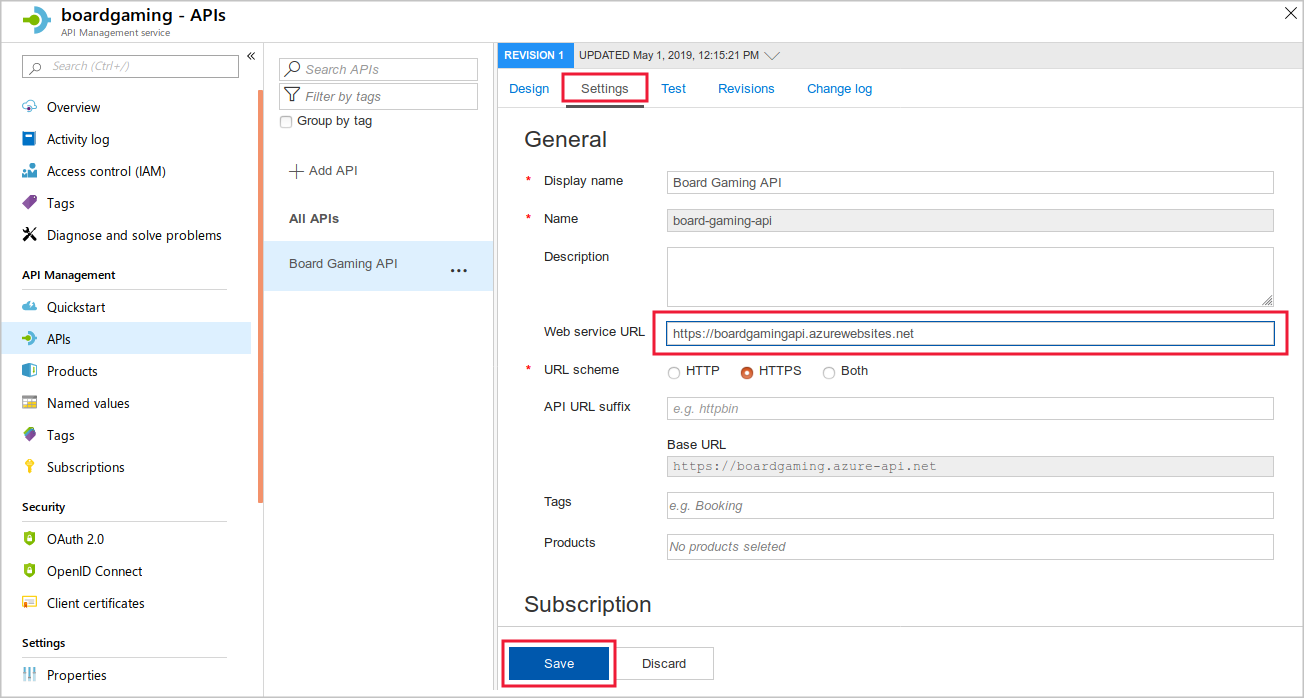 boardgaming - APIs
API Management service
Search (Ctrl+/)
«
Overview
Activity log
Access control (IAM)
Tags
Diagnose and solve problems
API Management
Quickstart
APIs
Products
Named values
Tags
Subscriptions
Security
OAuth 2.0
OpenID Connect
Client certificates
Settings
Properties
Search APIs
Filter by tags
Group by tag
Add API
All APIs
Board Gaming API
REVISION 1 UPDATED May 1, 2019, 12:15:21 PM
Design Settings Test Revisions Change log
General
* Display name Board Gaming API
* Name board-gaming-api
Description
Web service URL https://boardgamingapi.azurewebsites.net
* URL scheme HTTP HTTPS Both
API URL suffix e.g. httpbin
Base URL
https://boardgaming.azure-api.net
Tags e.g. Booking
Products No products seleted
Subscription
Save Discard